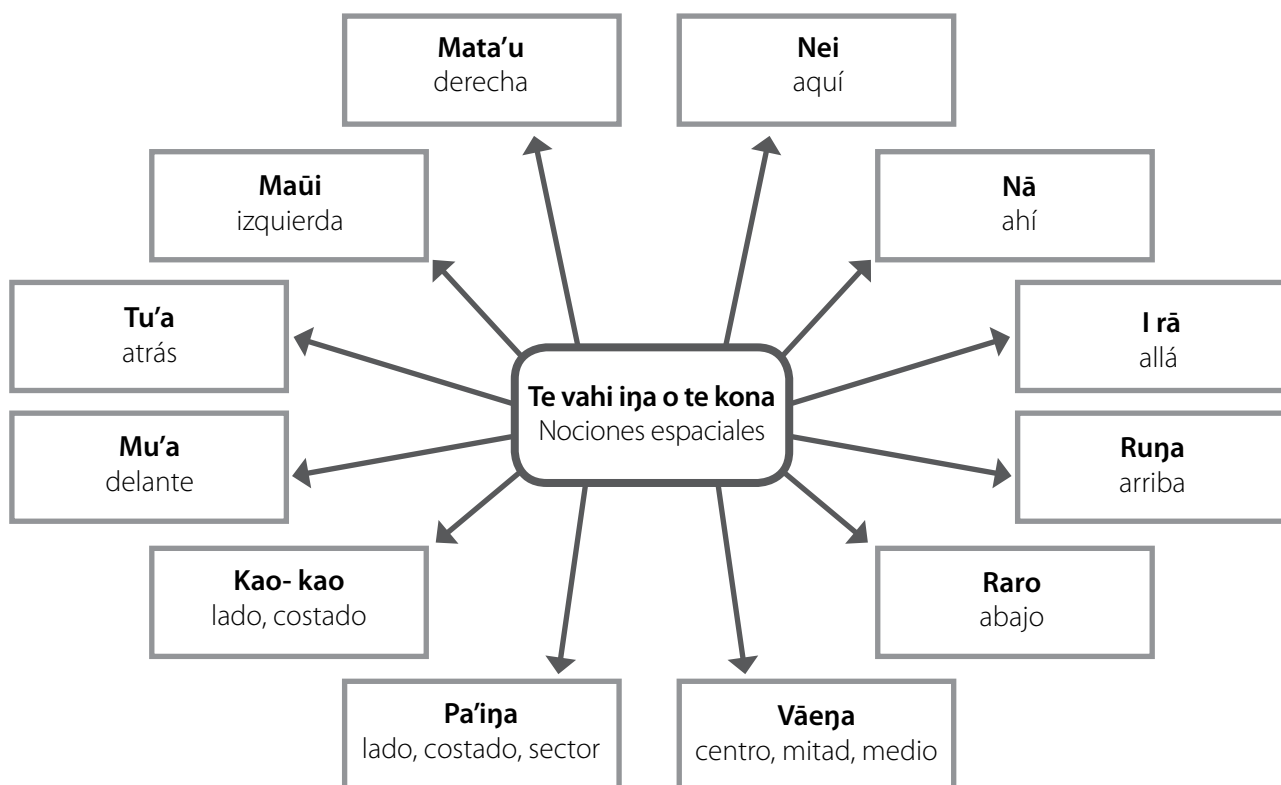 Mata’u
derecha
Nei
aquí
Maūi
izquierda
Nā
ahí
Tu’a
atrás
I rā
allá
Te vahi iŋa o te kona
Nociones espaciales
Mu’a
delante
Ruŋa
arriba
Kao- kao
lado, costado
Raro
abajo
Pa’iŋa
lado, costado, sector
Vāeŋa
centro, mitad, medio